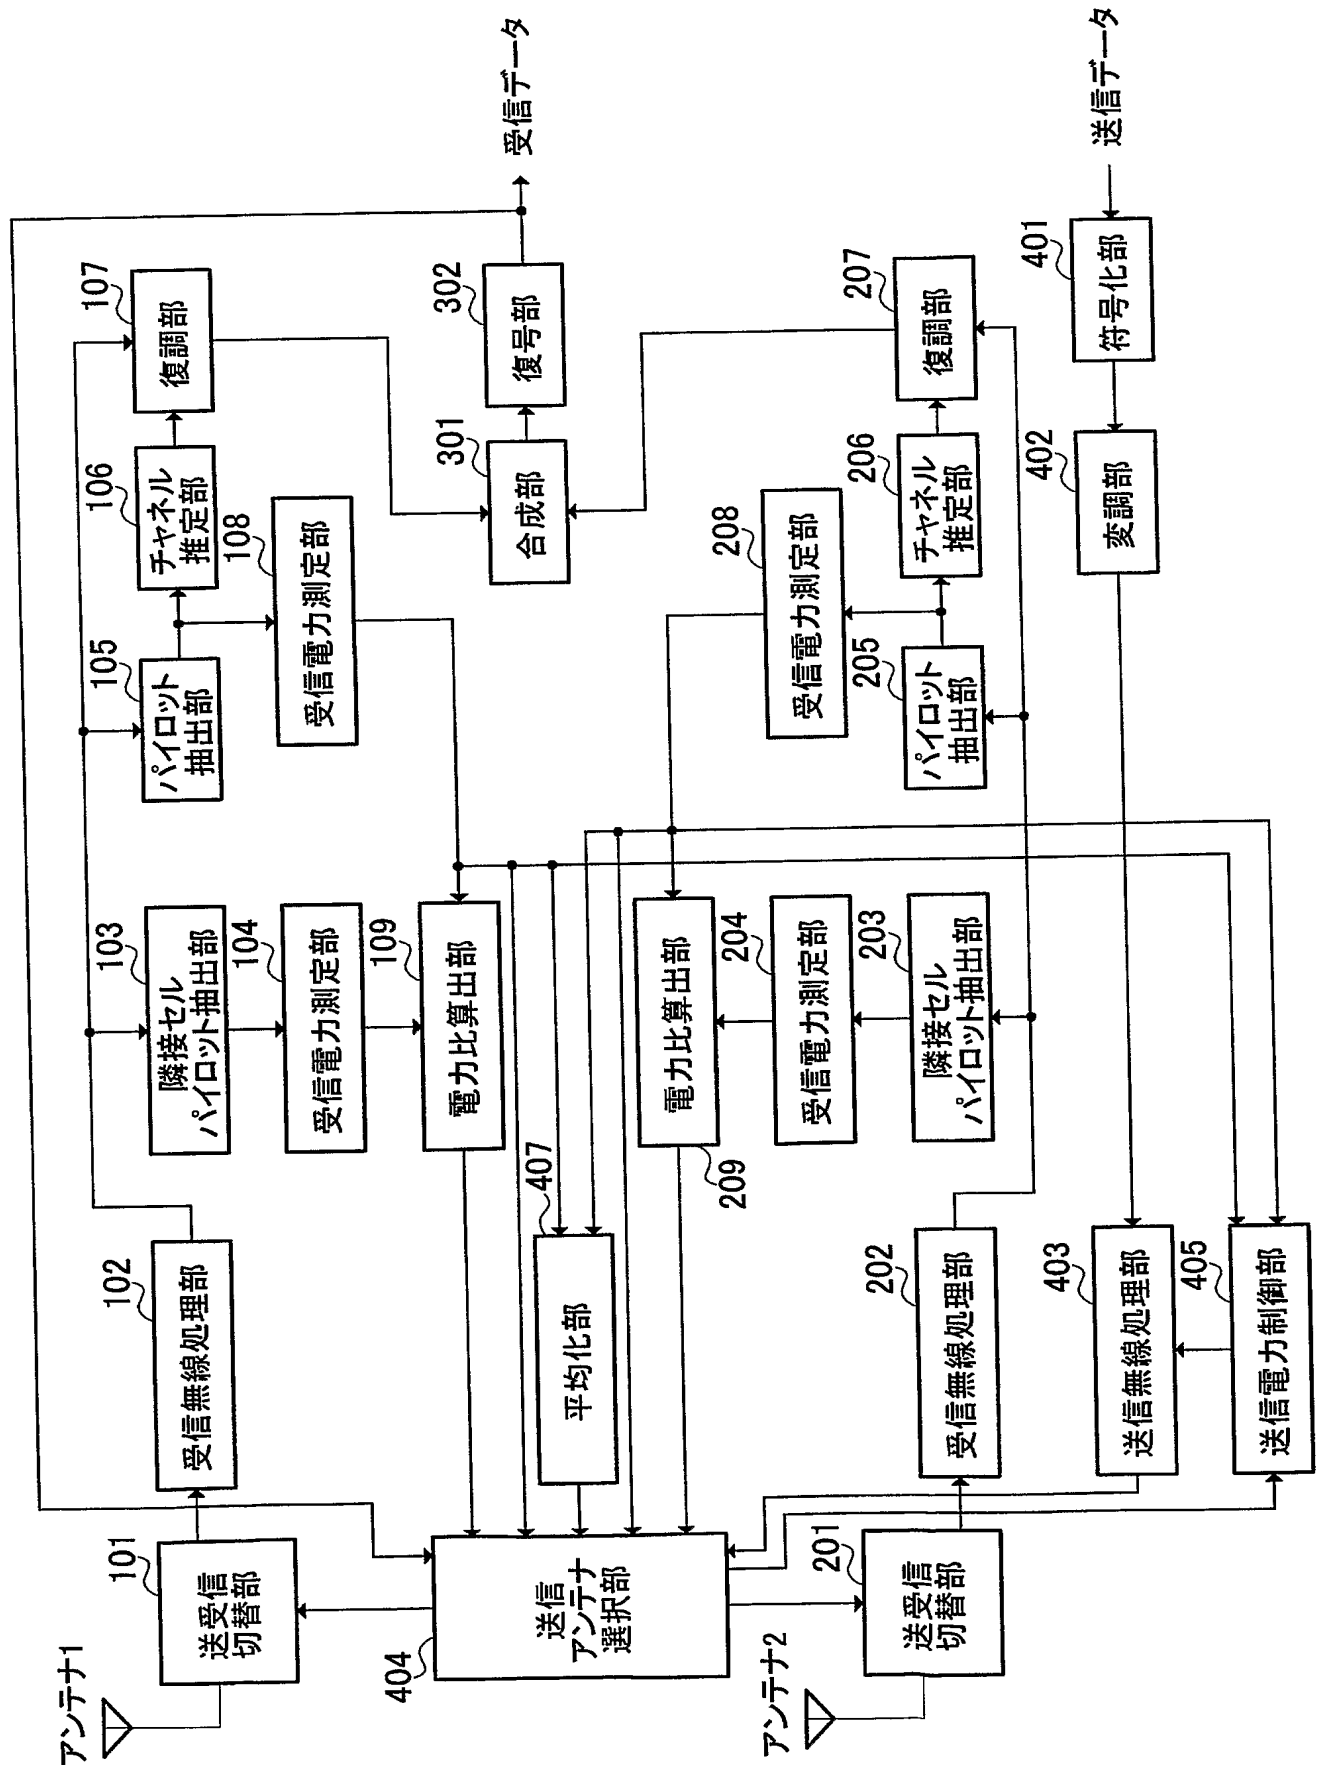 アンテナ1
101
送受信
切替部
102
受信無線処理部
103
隣接セル
パイロット抽出部
104
受信電力測定部
109
電力比算出部
105
パイロット
抽出部
106
チャネル
推定部
107
復調部
108
受信電力測定部
301
合成部
302
復号部
受信データ
404
送信
アンテナ
選択部
407
平均化部
209
電力比算出部
204
受信電力測定部
203
隣接セル
パイロット抽出部
208
受信電力測定部
205
パイロット
抽出部
206
チャネル
推定部
207
復調部
アンテナ2
201
送受信
切替部
202
受信無線処理部
403
送信無線処理部
405
送信電力制御部
402
変調部
401
符号化部
送信データ